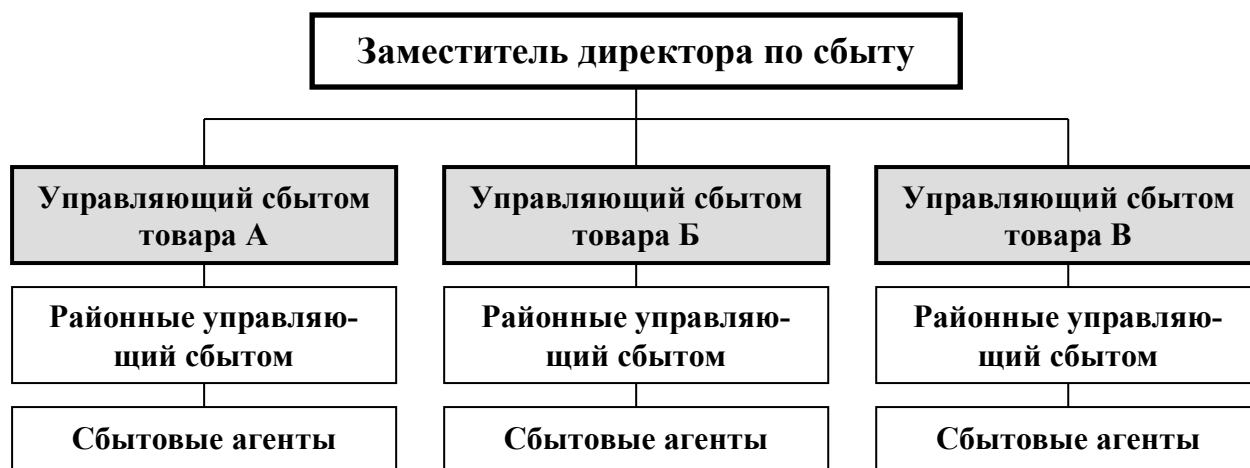 Заместитель директора по сбыту
Управляющий сбытом
товара А
Управляющий сбытом
товара Б
Управляющий сбытом
товара В
Районные управляю-
щий сбытом
Районные управляю-
щий сбытом
Районные управляю-
щий сбытом
Сбытовые агенты
Сбытовые агенты
Сбытовые агенты